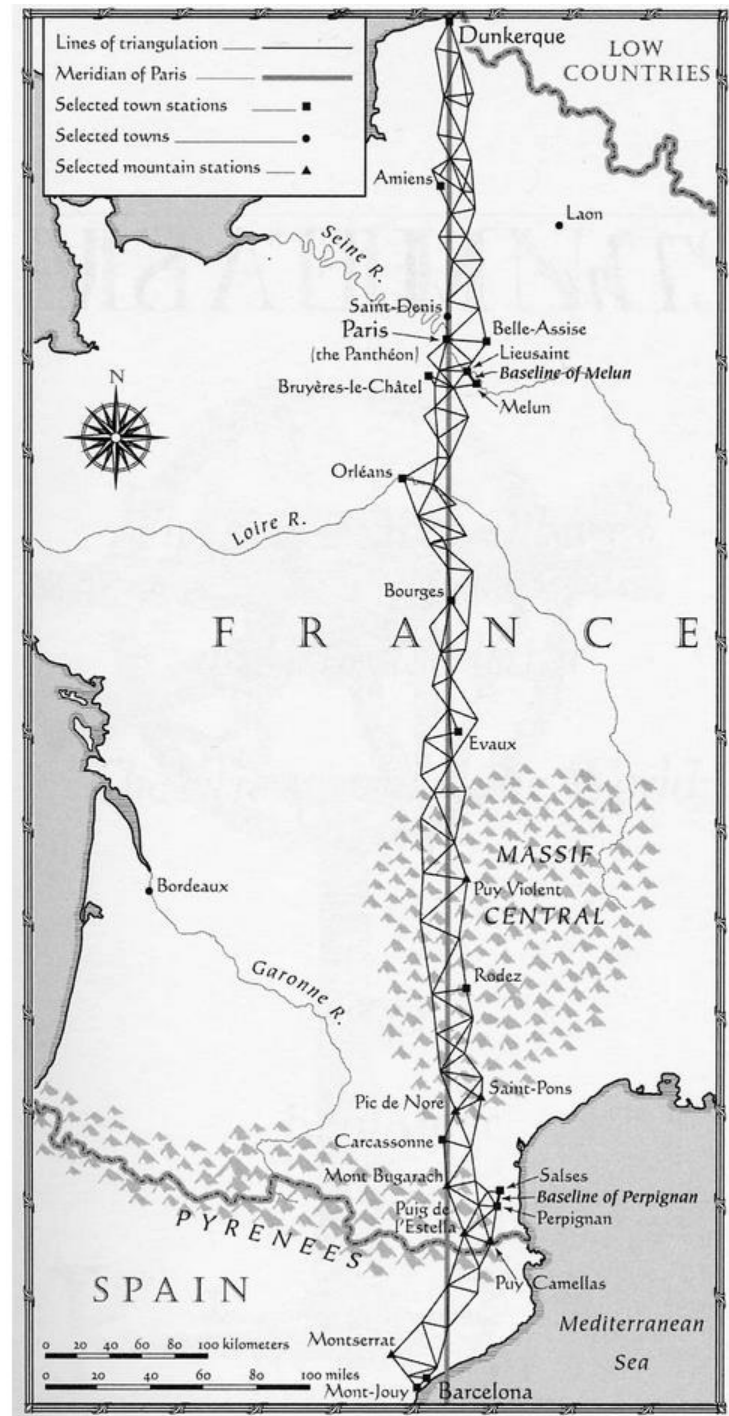 Lines of triangulation
Meridian of Paris
Selected town stations
Selected towns
Selected mountain stations
Dunkerque
LOW
COUNTRIES
Amiens
Laon
Seine R.
Saint-Denis
Paris
(the Panthéon)
Belle-Assise
Lieusaint
Baseline of Melun
Bruyères-le-Châtel
Melun
N
Orléans
Loire R.
Bourges
FRANCE
Evaux
MASSIF
CENTRAL
Puy Violent
Bordeaux
Garonne R.
Rodez
Saint-Pons
Pic de Nore
Carcassonne
Mont Bugarach
Salses
Baseline of Perpignan
Puig de
l'Estella
Perpignan
PYRENEES
Puy Camellas
SPAIN
Mediterranean
Sea
0 20 40 60 80 100 kilometers
Montserrat
0 20 40 60 80 100 miles
Mont-Jouy
Barcelona